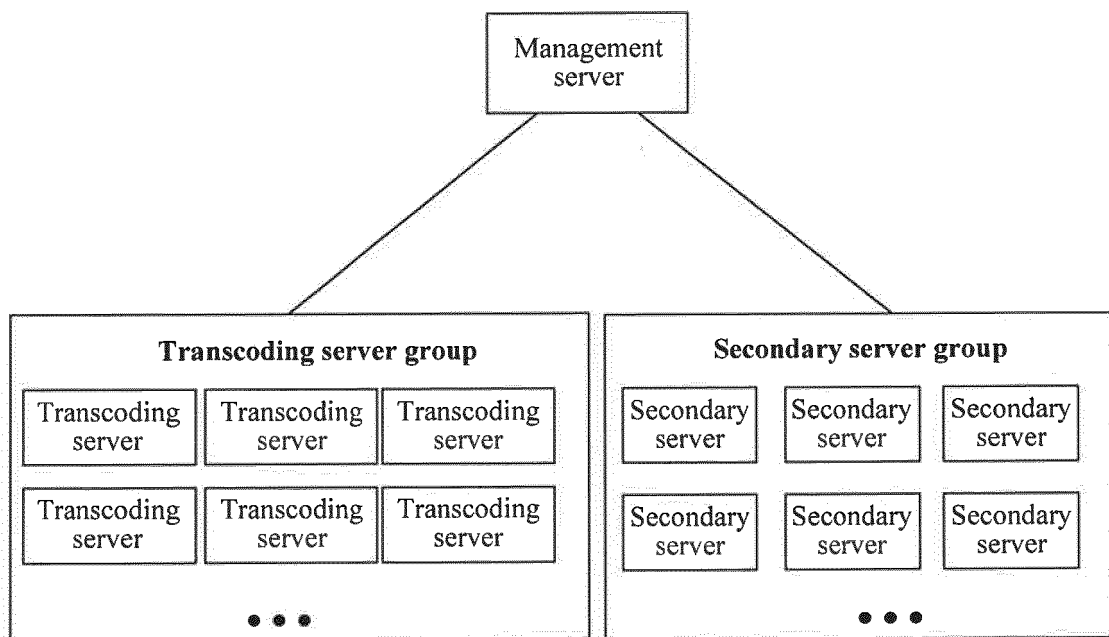 Management
server
Transcoding server group
Secondary server group
Transcoding
server
Transcoding
server
Transcoding
server
Secondary
server
Secondary
server
Secondary
server
Transcoding
server
Transcoding
server
Transcoding
server
Secondary
server
Secondary
server
Secondary
server
• • •
• • •